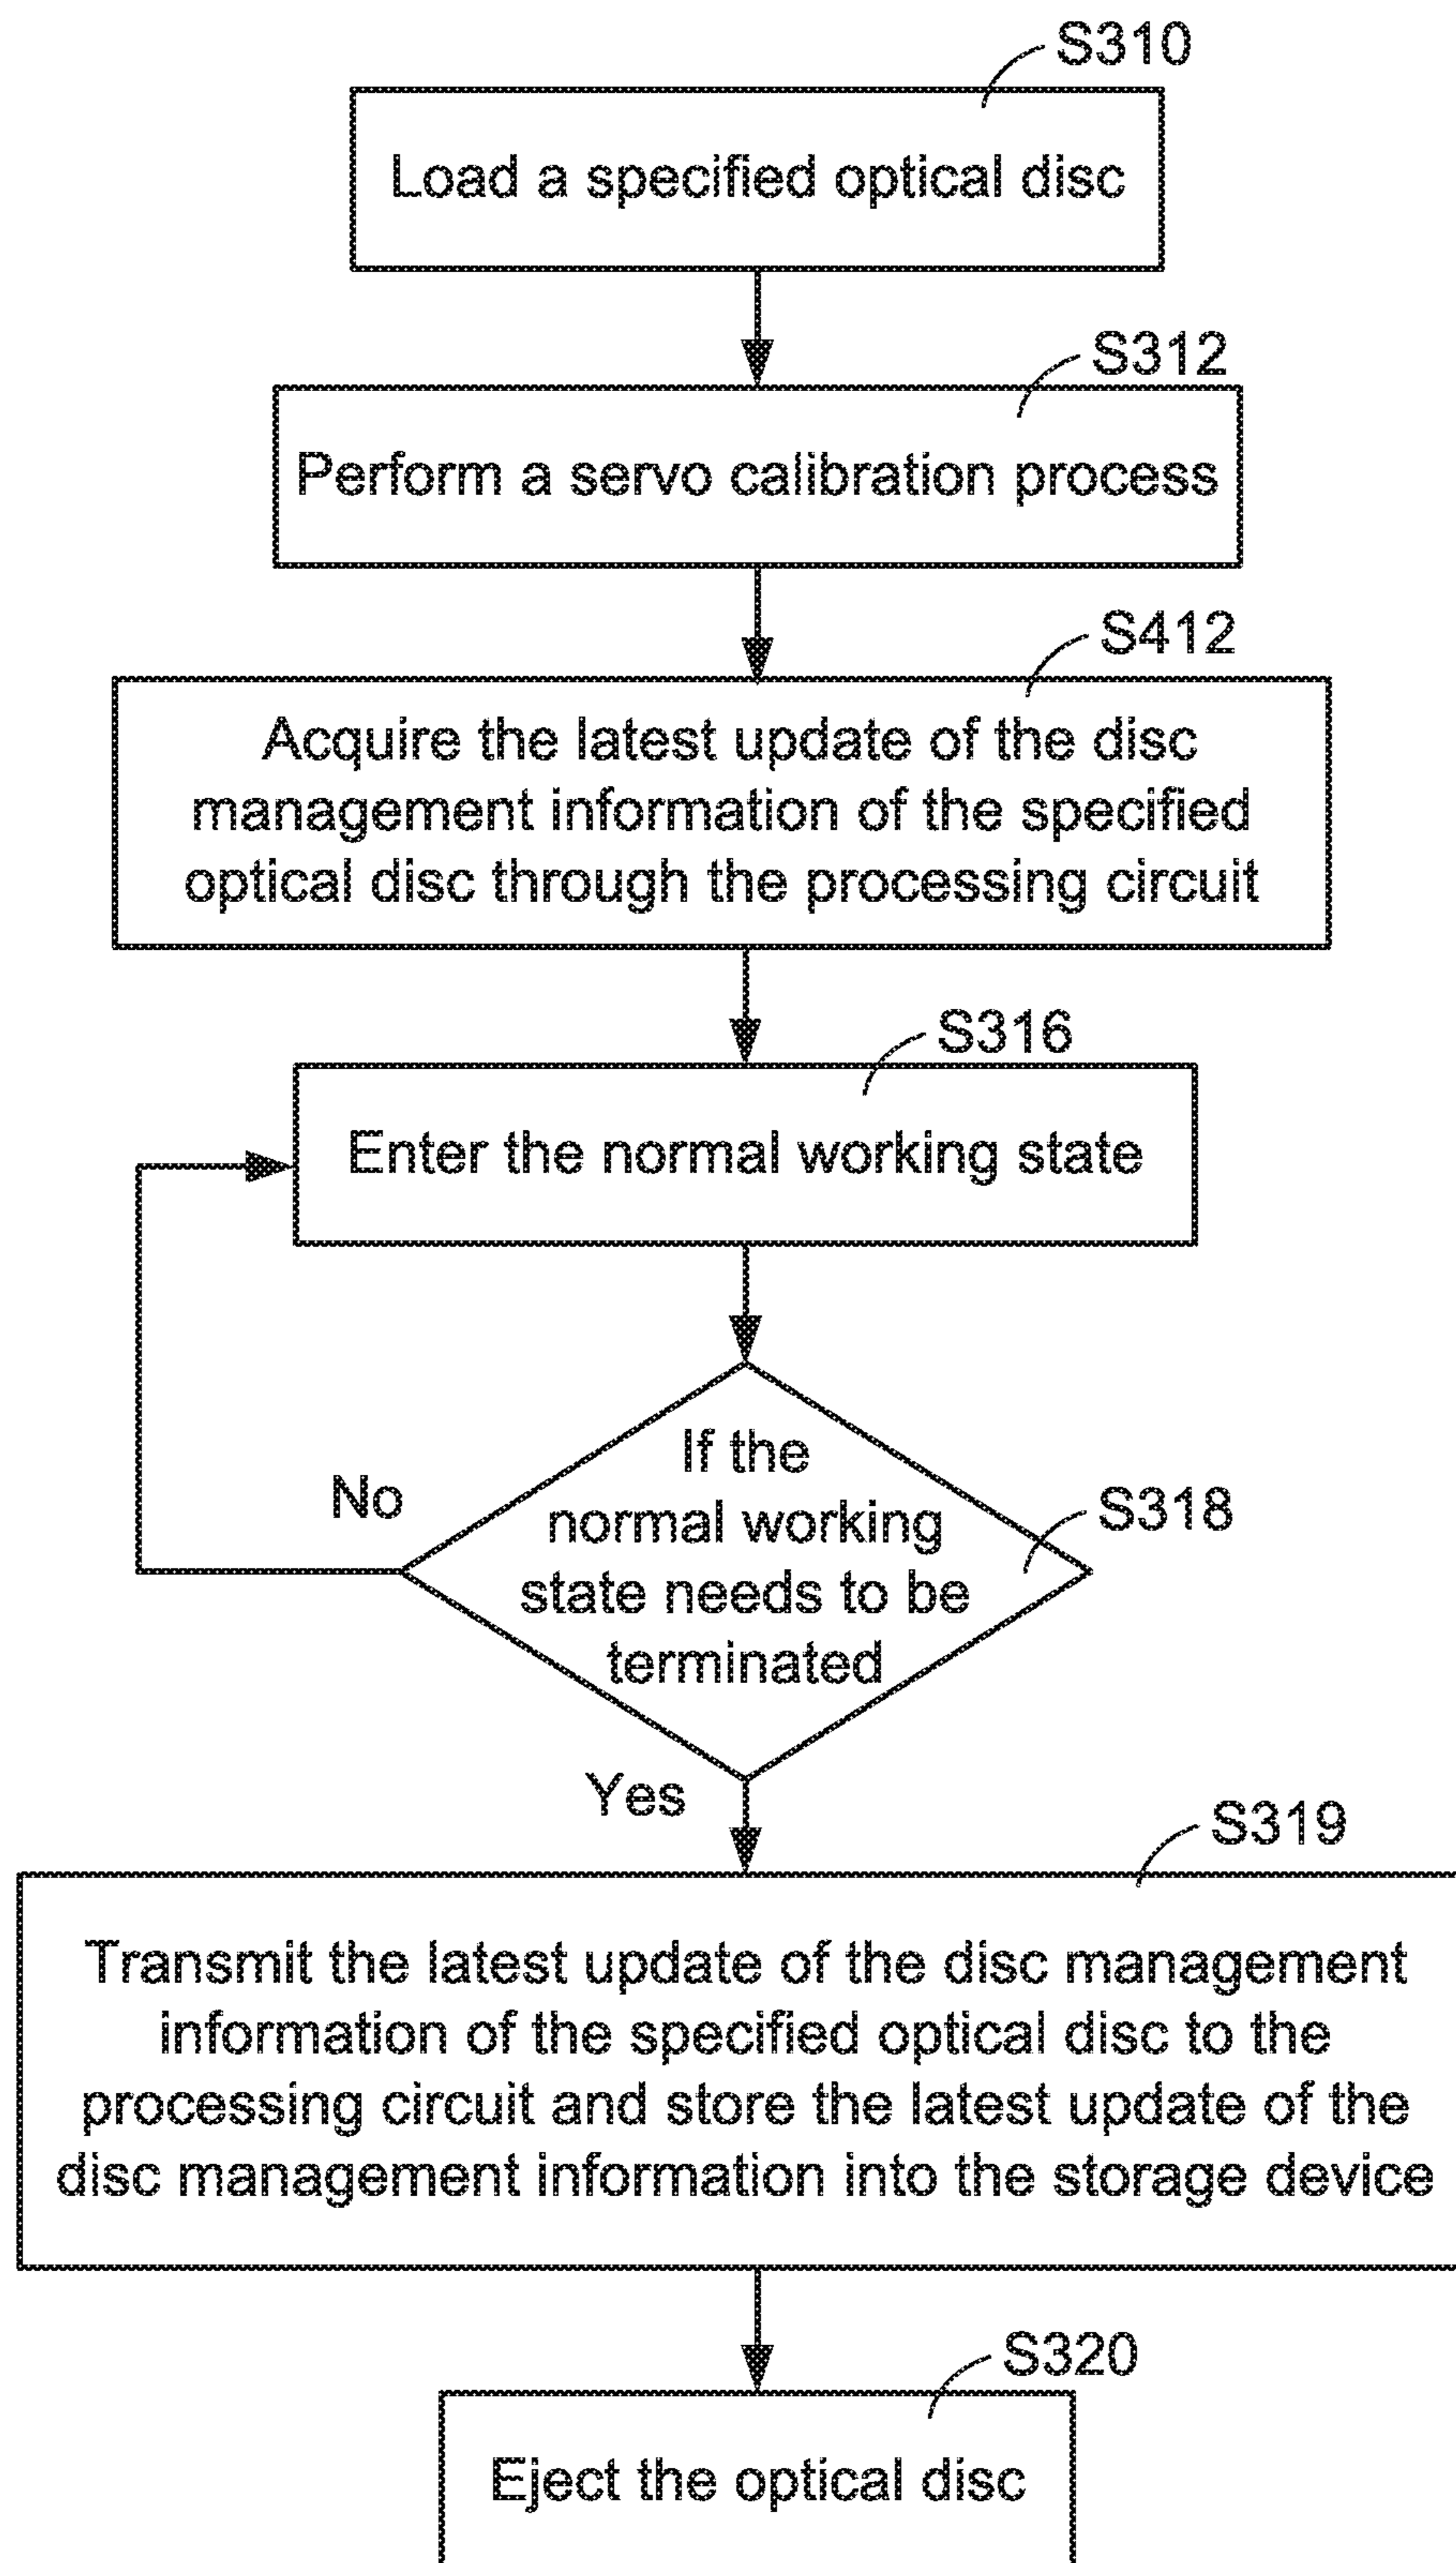 S310
Load a specified optical disc
S312
Perform a servo calibration process
S412
Acquire the latest update of the disc
management information of the specified
optical disc through the processing circuit
S316
Enter the normal working state
If the
normal working
state needs to be
terminated
No
S318
Yes
S319
Transmit the latest update of the disc management
information of the specified optical disc to the
processing circuit and store the latest update of the
disc management information into the storage device
S320
Eject the optical disc